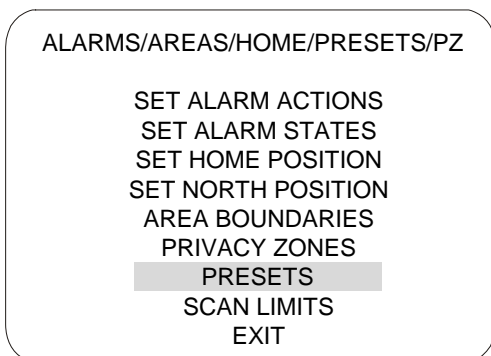 ALARMS/AREAS/HOME/PRESETS/PZ
SET ALARM ACTIONS
SET ALARM STATES
SET HOME POSITION
SET NORTH POSITION
AREA BOUNDARIES
PRIVACY ZONES
PRESETS
SCAN LIMITS
EXIT